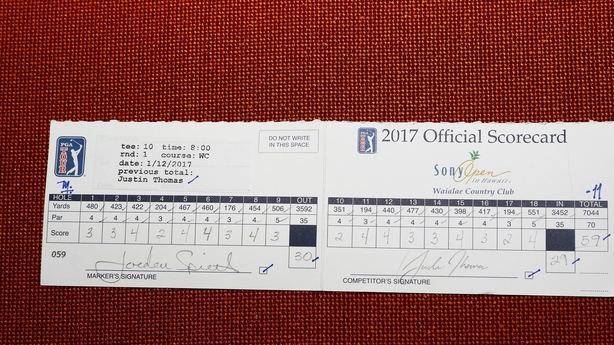 PGA TOUR
tee: 10 time: 8:00
rnd: 1 course: WC
date: 1/12/2017
previous total:
Justin Thomas
DO NOT WRITE
IN THIS SPACE
HOLE 1 2 3 4 5 6 7 8 9 OUT
Yards 480 423 422 204 467 460 176 454 506 3592
Par 4 4 4 3 4 4 3 4 5 35
Score 3 3 4 2 4 4 3 4 3
30
059
Jordan Spieth
MARKER'S SIGNATURE
2017 Official Scorecard
Sony Open
in Hawaii
Waialae Country Club
-11
10 11 12 13 14 15 16 17 18 IN TOTAL
351 194 440 477 430 398 417 194 551 3452 7044
4 3 4 4 4 4 4 3 5 35 70
2 4 4 3 3 4 3 2 4 59
29
Justin Thomas
COMPETITOR'S SIGNATURE